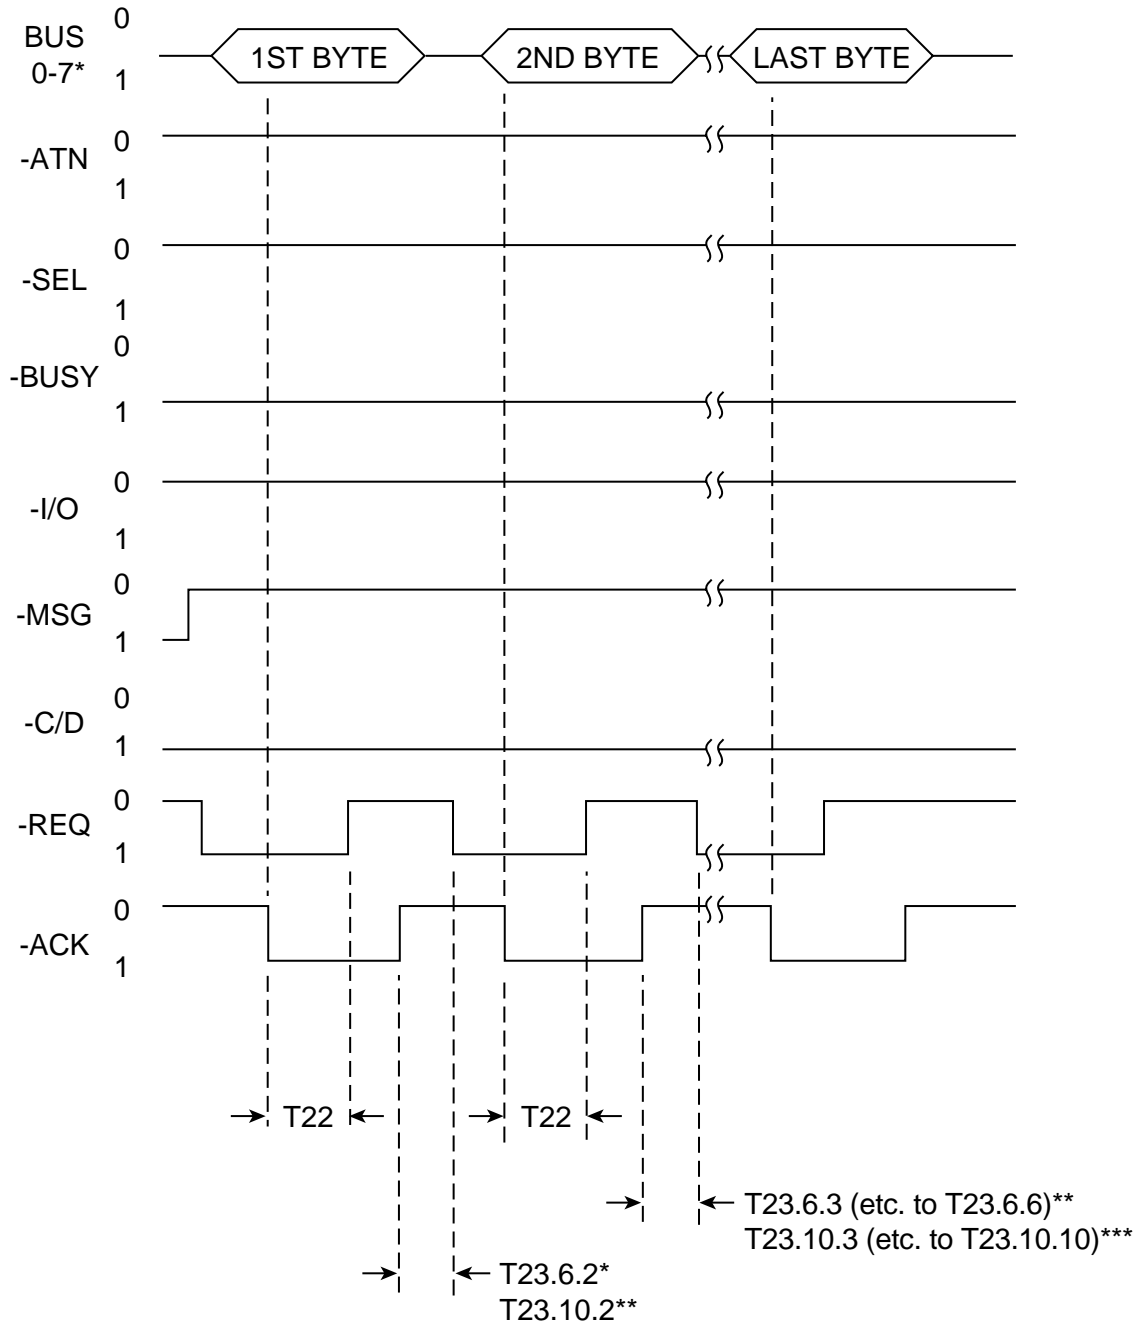 BUS
0-7*
0
1
1ST BYTE
2ND BYTE
LAST BYTE
-ATN
0
1
-SEL
0
1
-BUSY
0
1
-I/O
0
1
-MSG
0
1
-C/D
0
1
-REQ
0
1
-ACK
0
1
T22
T22
T23.6.3 (etc. to T23.6.6)**
T23.10.3 (etc. to T23.10.10)***
T23.6.2*
T23.10.2**